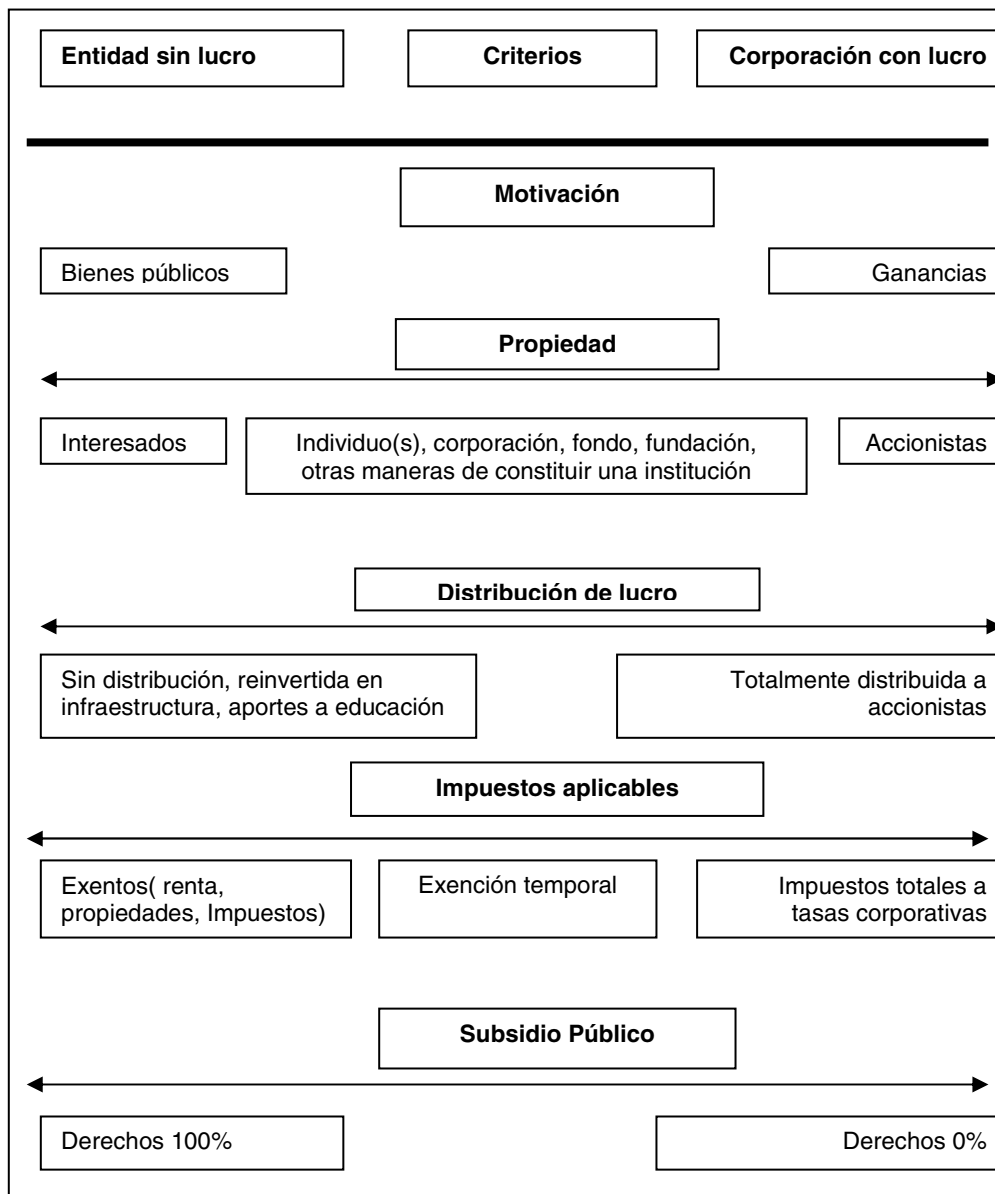 Entidad sin lucro
Criterios
Corporación con lucro
Motivación
Bienes públicos
Ganancias
Propiedad
Interesados
Individuo(s), corporación, fondo, fundación,
otras maneras de constituir una institución
Accionistas
Distribución de lucro
Sin distribución, reinvertida en
infraestructura, aportes a educación
Totalmente distribuida a
accionistas
Impuestos aplicables
Exentos( renta,
propiedades, Impuestos)
Exención temporal
Impuestos totales a
tasas corporativas
Subsidio Público
Derechos 100%
Derechos 0%